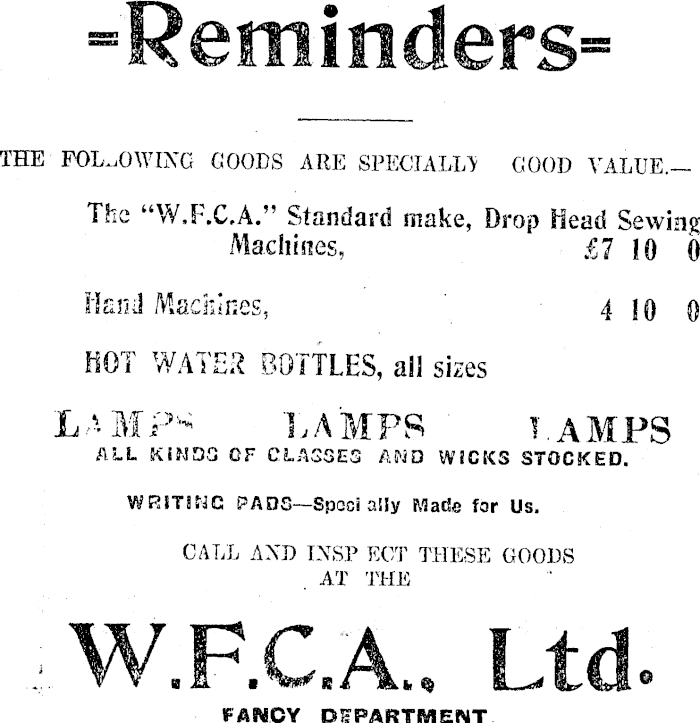 =Reminders=
THE FOLLOWING GOODS ARE SPECIALLY GOOD VALUE.—
The "W.F.C.A." Standard make, Drop Head Sewing
Machines, £7 10 0
Hand Machines, 4 10 0
HOT WATER BOTTLES, all sizes
LAMPS LAMPS LAMPS
ALL KINDS OF CLASSES AND WICKS STOCKED.
WRITING PADS—Specially Made for Us.
CALL AND INSPECT THESE GOODS
AT THE
W.F.C.A., Ltd.
FANCY DEPARTMENT.